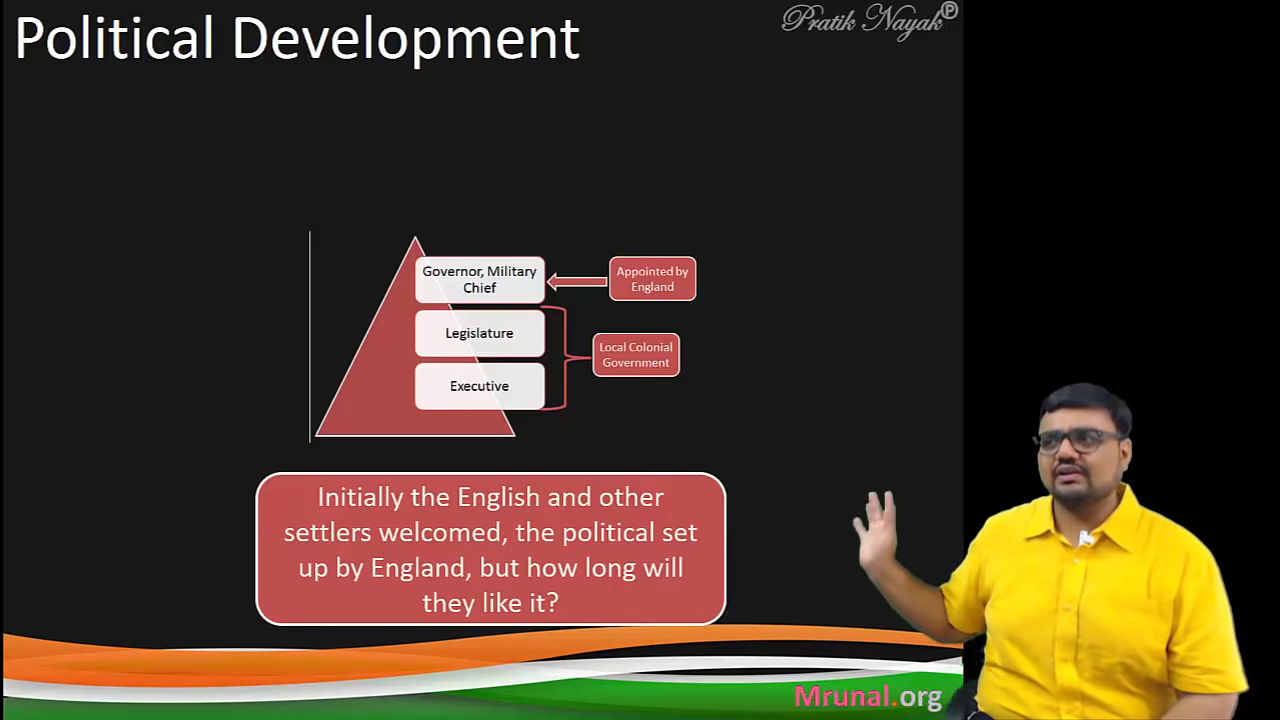 Political Development
Pratik Nayak ℗
Governor, Military
Chief
Appointed by
England
Legislature
Local Colonial
Government
Executive
Initially the English and other
settlers welcomed, the political set
up by England, but how long will
they like it?
Mrunal.org